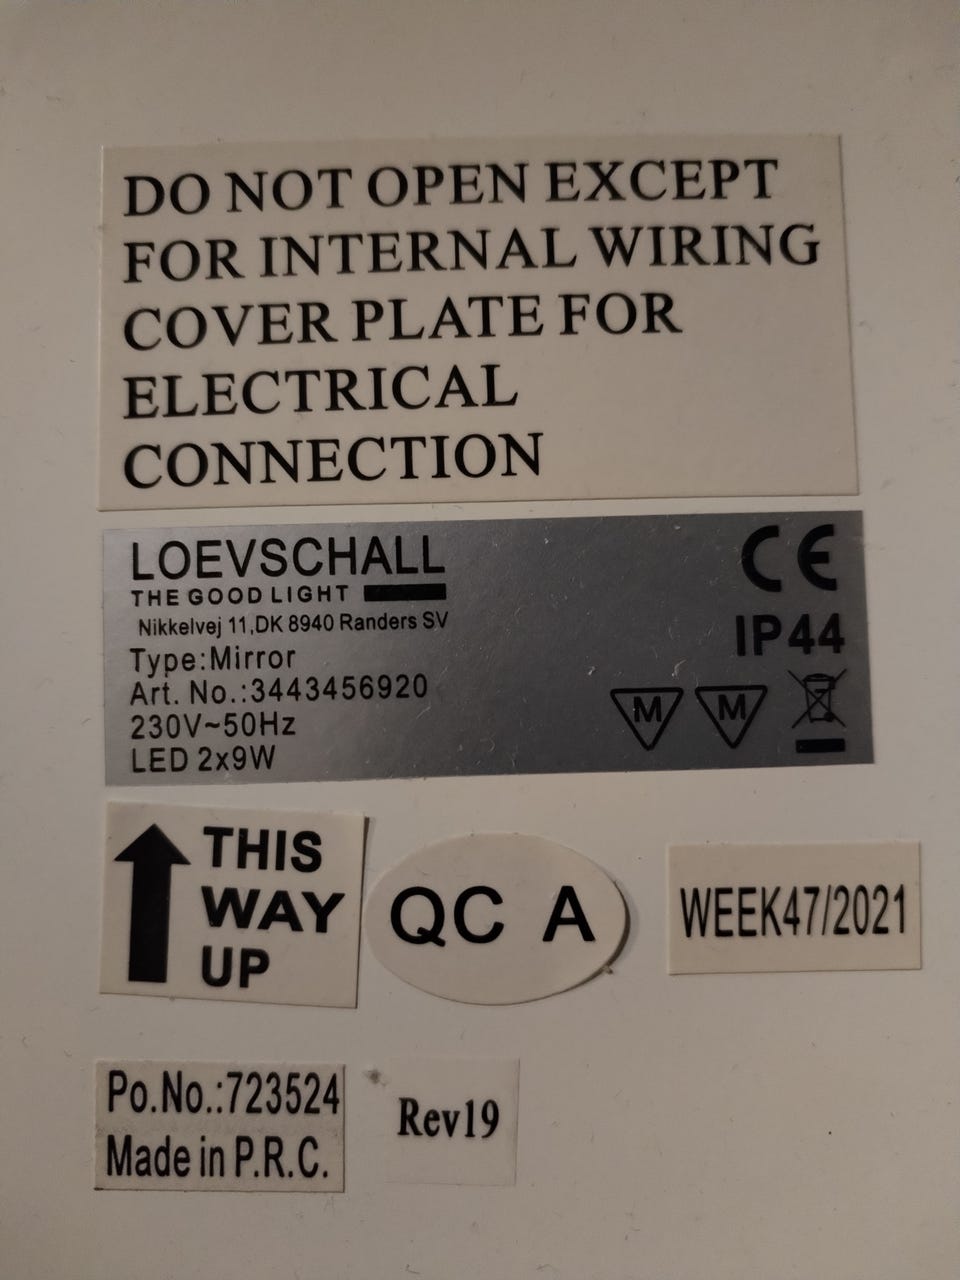 DO NOT OPEN EXCEPT
FOR INTERNAL WIRING
COVER PLATE FOR
ELECTRICAL
CONNECTION
LOEVSCHALL
THE GOOD LIGHT
Nikkelvej 11,DK 8940 Randers SV
Type:Mirror
Art. No.:3443456920
230V~50Hz
LED 2x9W
CE
IP44
M M
THIS
WAY
UP
QC A
WEEK47/2021
Po.No.:723524
Made in P.R.C.
Rev19